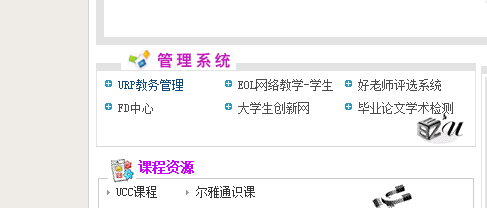 管理系统
URP教务管理 EOL网络教学-学生 好老师评选系统
FD中心 大学生创新网 毕业论文学术检测
课程资源
UCC课程 尔雅通识课